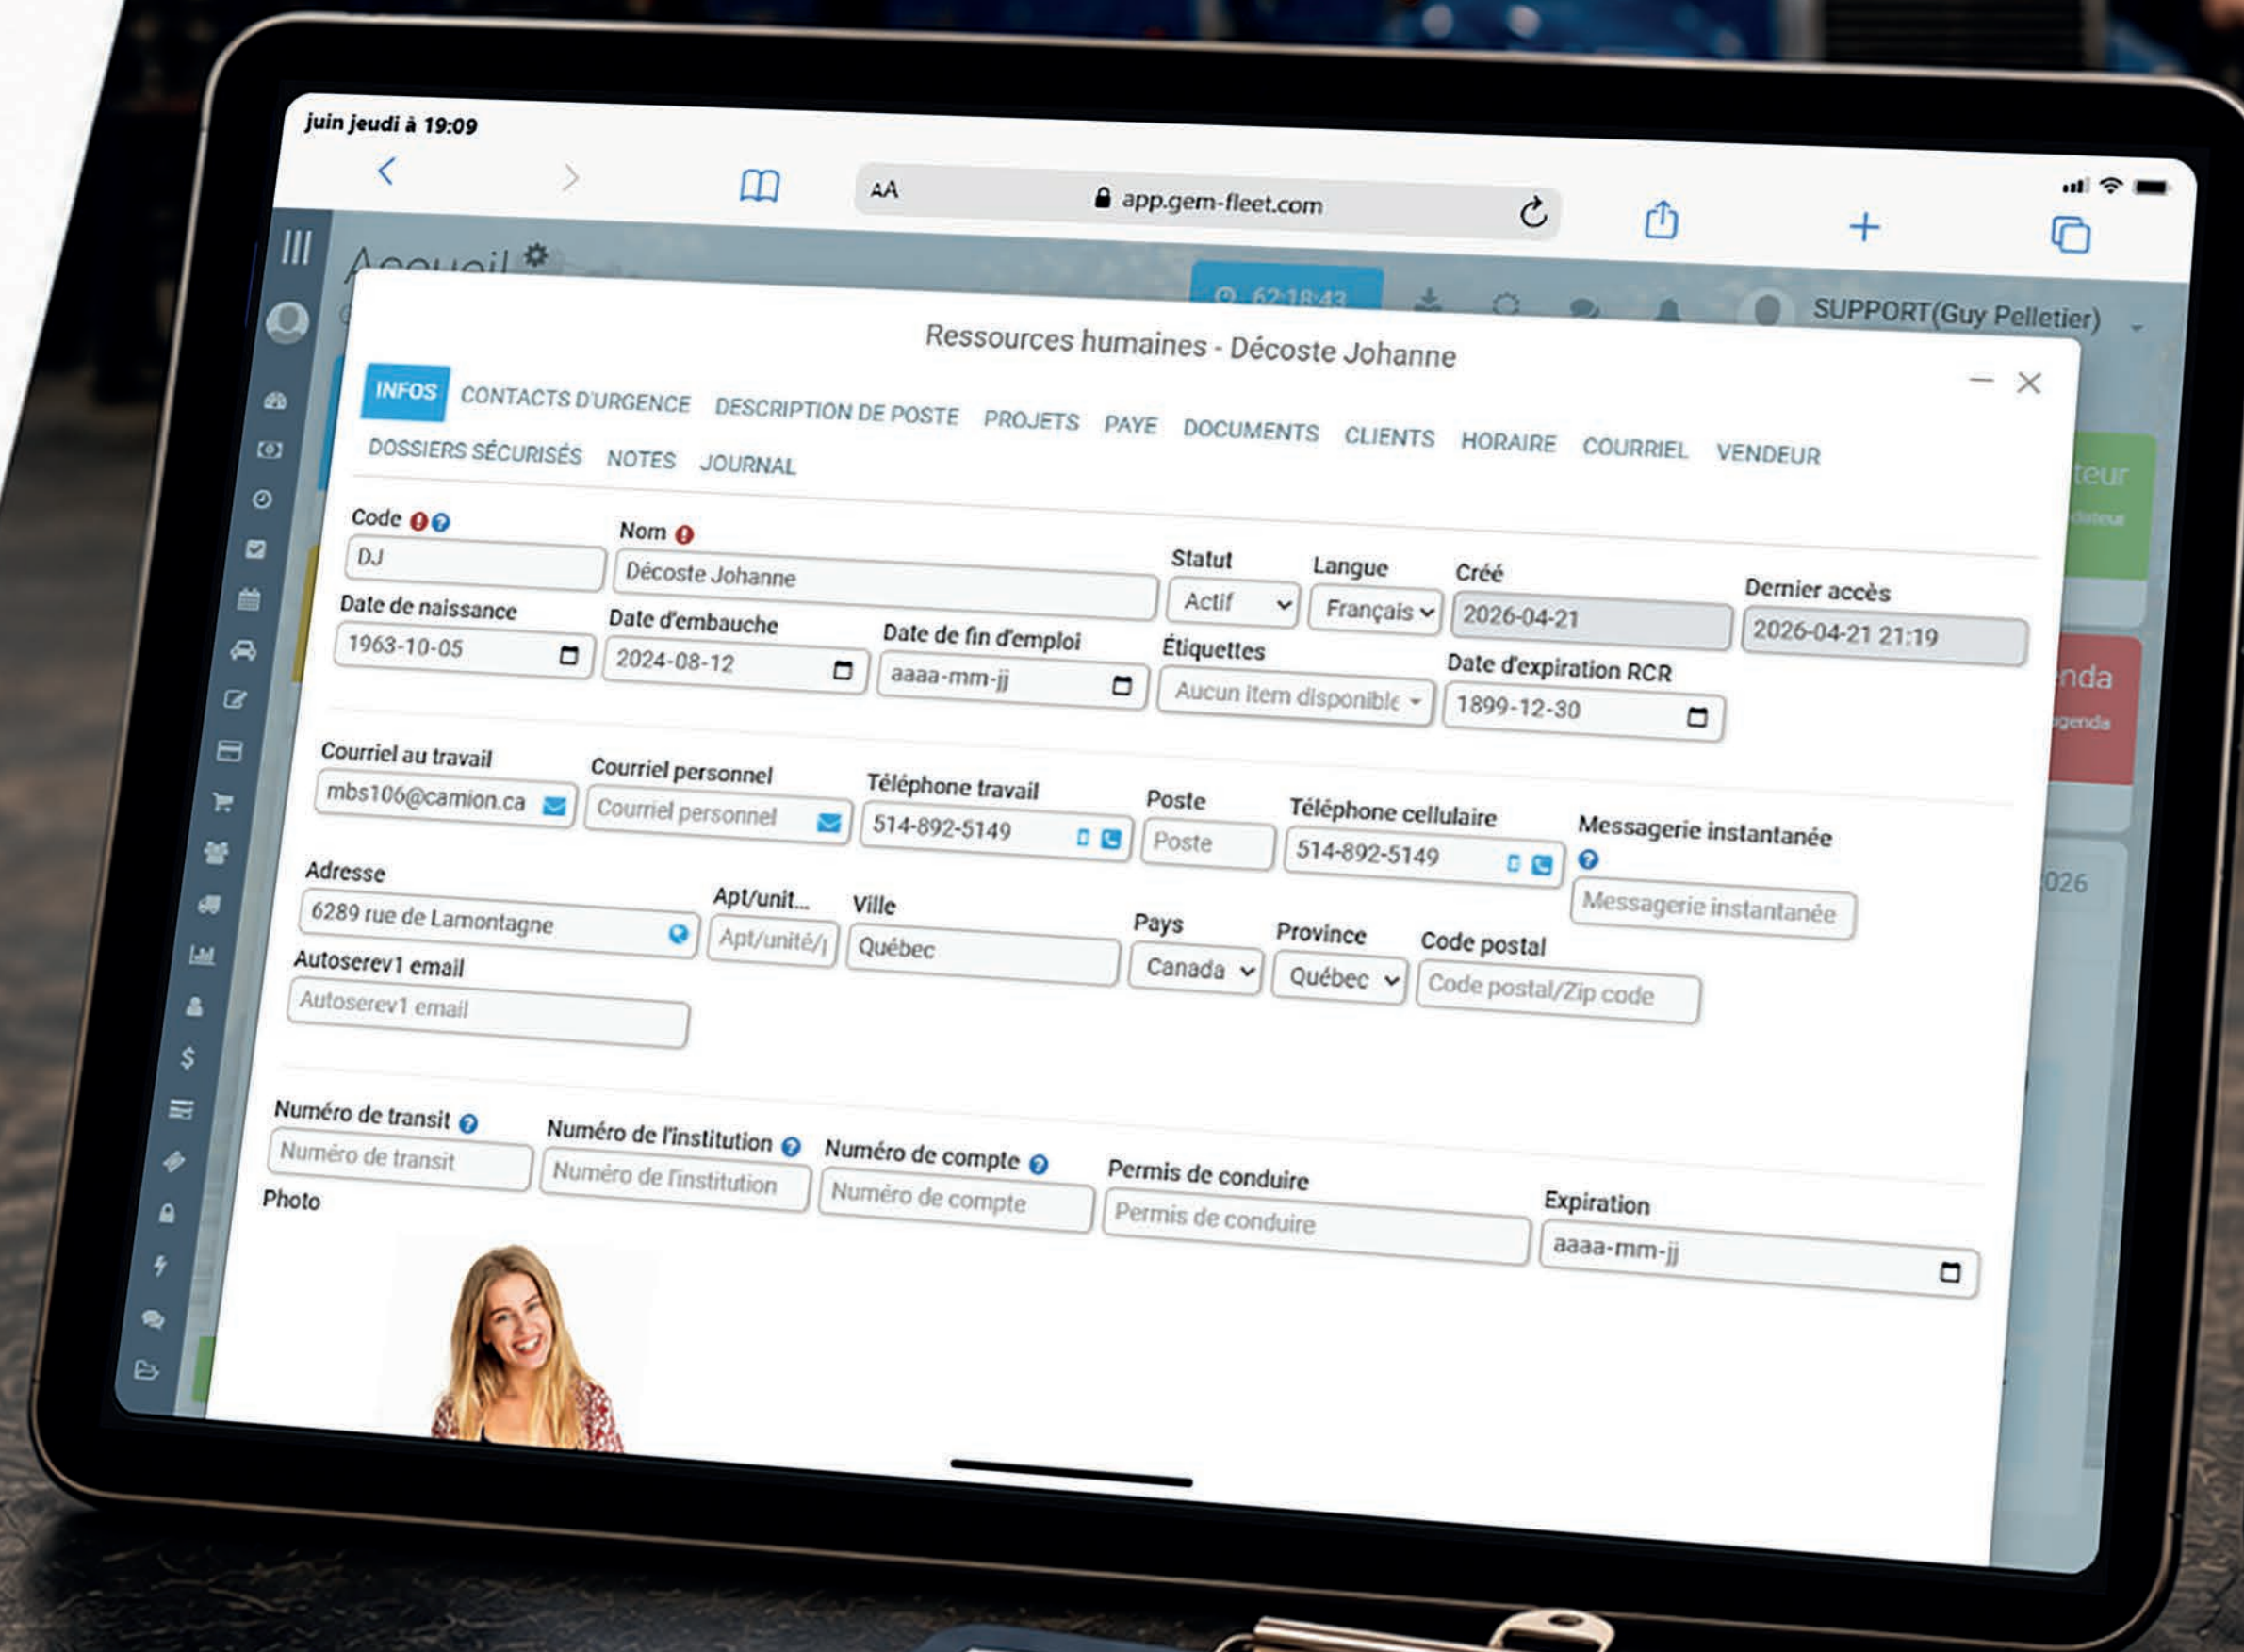 juin jeudi à 19:09
AA app.gem-fleet.com
Accueil
62:18:43
SUPPORT(Guy Pelletier)
Ressources humaines - Décoste Johanne
INFOS CONTACTS D'URGENCE DESCRIPTION DE POSTE PROJETS PAYE DOCUMENTS CLIENTS HORAIRE COURRIEL VENDEUR
DOSSIERS SÉCURISÉS NOTES JOURNAL
Code Nom Statut Langue Créé Dernier accès
DJ Décoste Johanne Actif Français 2026-04-21 2026-04-21 21:19
Date de naissance Date d'embauche Date de fin d'emploi Étiquettes Date d'expiration RCR
1963-10-05 2024-08-12 aaaa-mm-jj Aucun item disponible 1899-12-30
teur
nda
agenda
026
Courriel au travail Courriel personnel Téléphone travail Poste Téléphone cellulaire Messagerie instantanée
mbs106@camion.ca Courriel personnel 514-892-5149 Poste 514-892-5149 Messagerie instantanée
Adresse Apt/unit... Ville Pays Province Code postal
6289 rue de Lamontagne Apt/unité/ Québec Canada Québec Code postal/Zip code
Autoserev1 email
Autoserev1 email
Numéro de transit Numéro de l'institution Numéro de compte Permis de conduire Expiration
Numéro de transit Numéro de l'institution Numéro de compte Permis de conduire aaaa-mm-jj
Photo